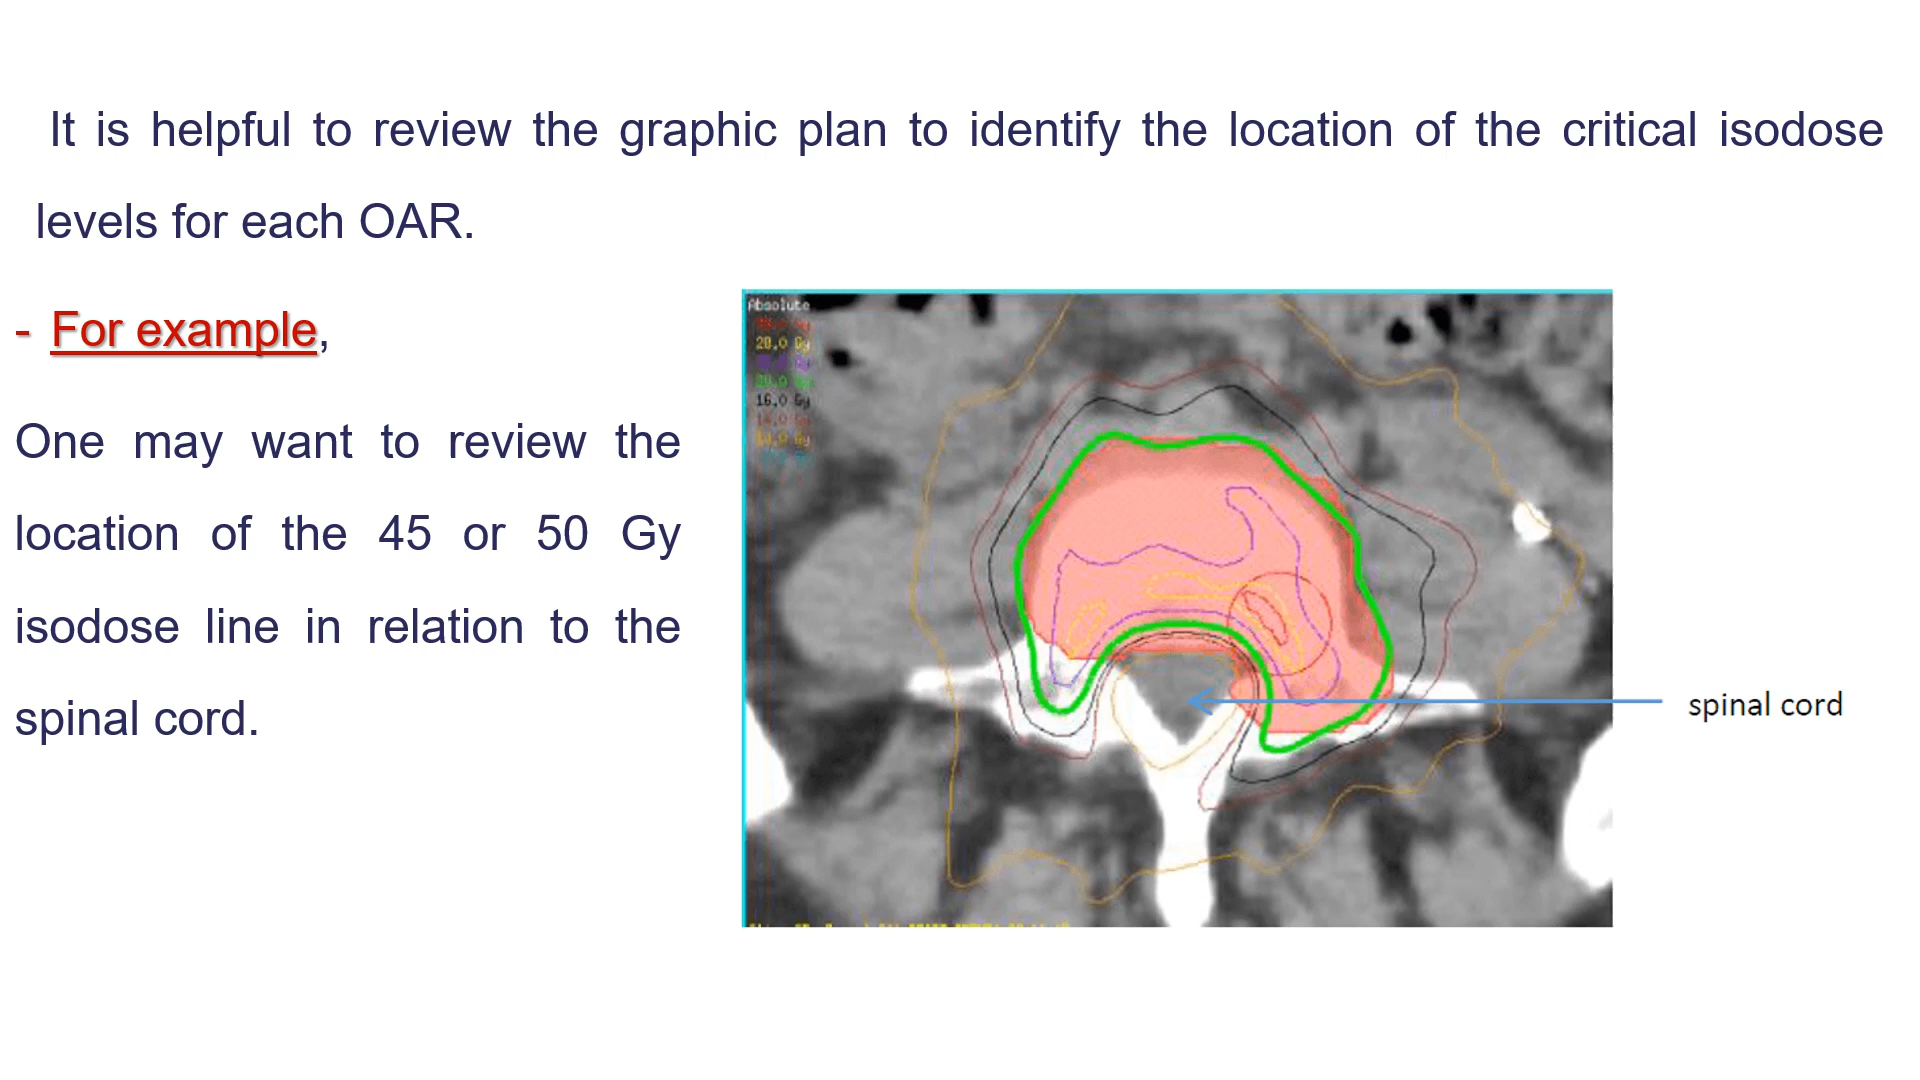 It is helpful to review the graphic plan to identify the location of the critical isodose
levels for each OAR.
- For example,
One may want to review the
location of the 45 or 50 Gy
isodose line in relation to the
spinal cord.
Absolute
20.0 Gy
16.0 Gy
spinal cord